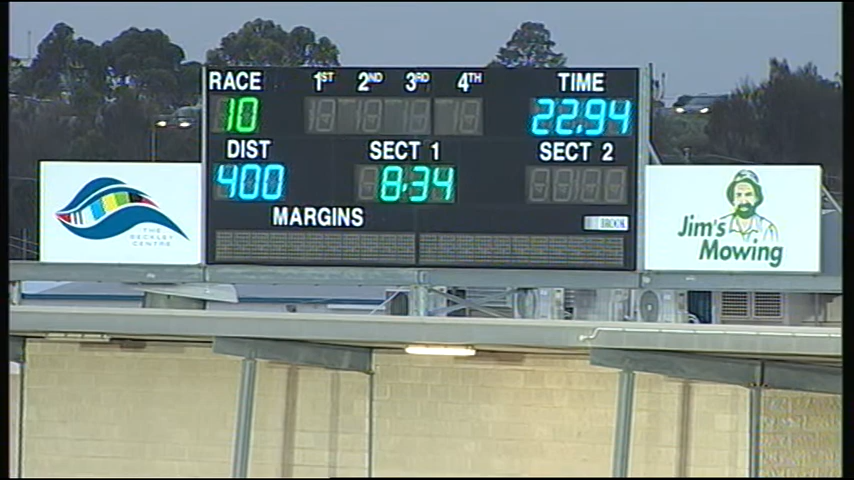 RACE 1ST 2ND 3RD 4TH TIME
10 22.94
DIST SECT 1 SECT 2
400 8:34
MARGINS
BROOK
THE
BECKLEY
CENTRE
Jim's
Mowing